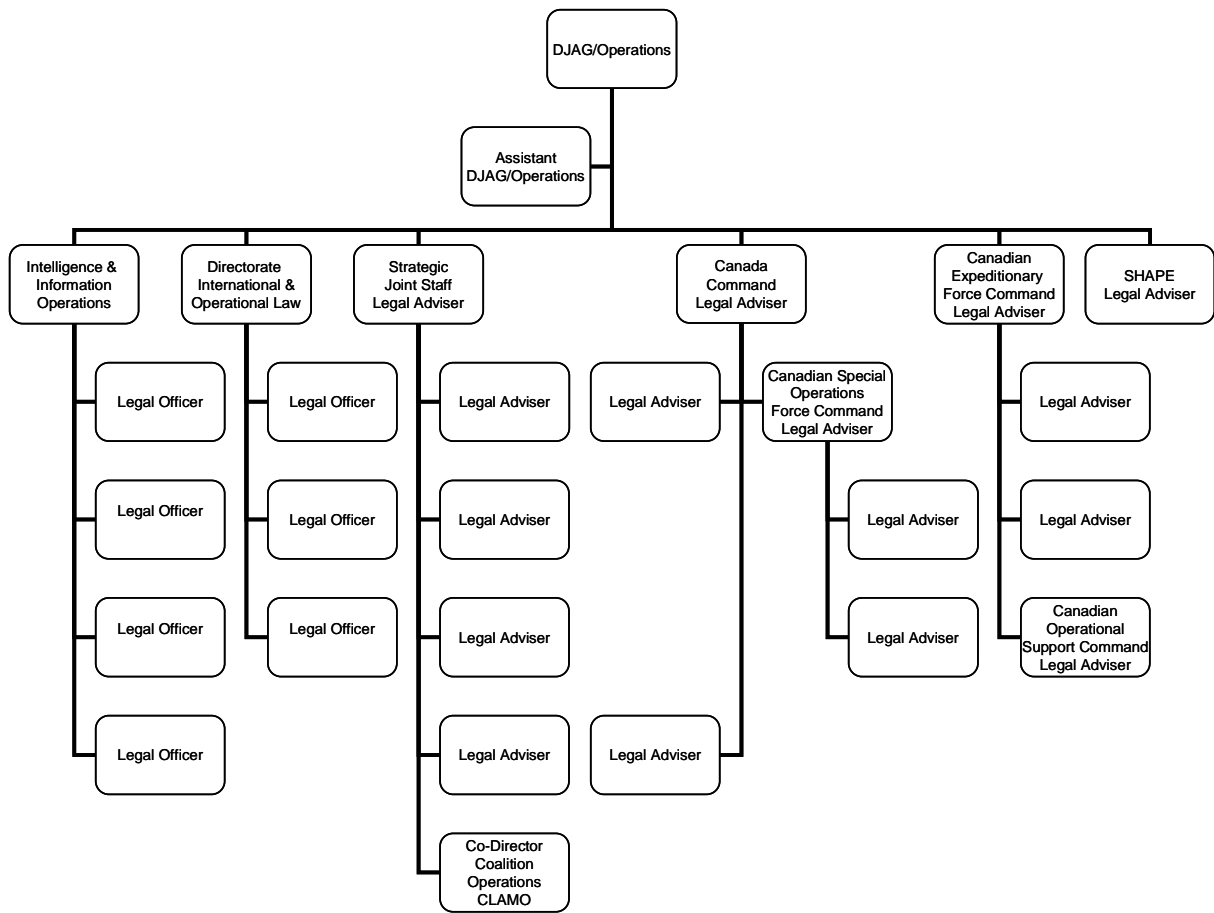 DJAG/Operations
Assistant
DJAG/Operations
Intelligence &
Information
Operations
Directorate
International &
Operational Law
Strategic
Joint Staff
Legal Adviser
Canada
Command
Legal Adviser
Canadian
Expeditionary
Force Command
Legal Adviser
SHAPE
Legal Adviser
Legal Officer
Legal Officer
Legal Adviser
Legal Adviser
Canadian Special
Operations
Force Command
Legal Adviser
Legal Adviser
Legal Officer
Legal Officer
Legal Adviser
Legal Adviser
Legal Adviser
Legal Officer
Legal Officer
Legal Adviser
Legal Adviser
Canadian
Operational
Support Command
Legal Adviser
Legal Officer
Legal Adviser
Legal Adviser
Co-Director
Coalition
Operations
CLAMO